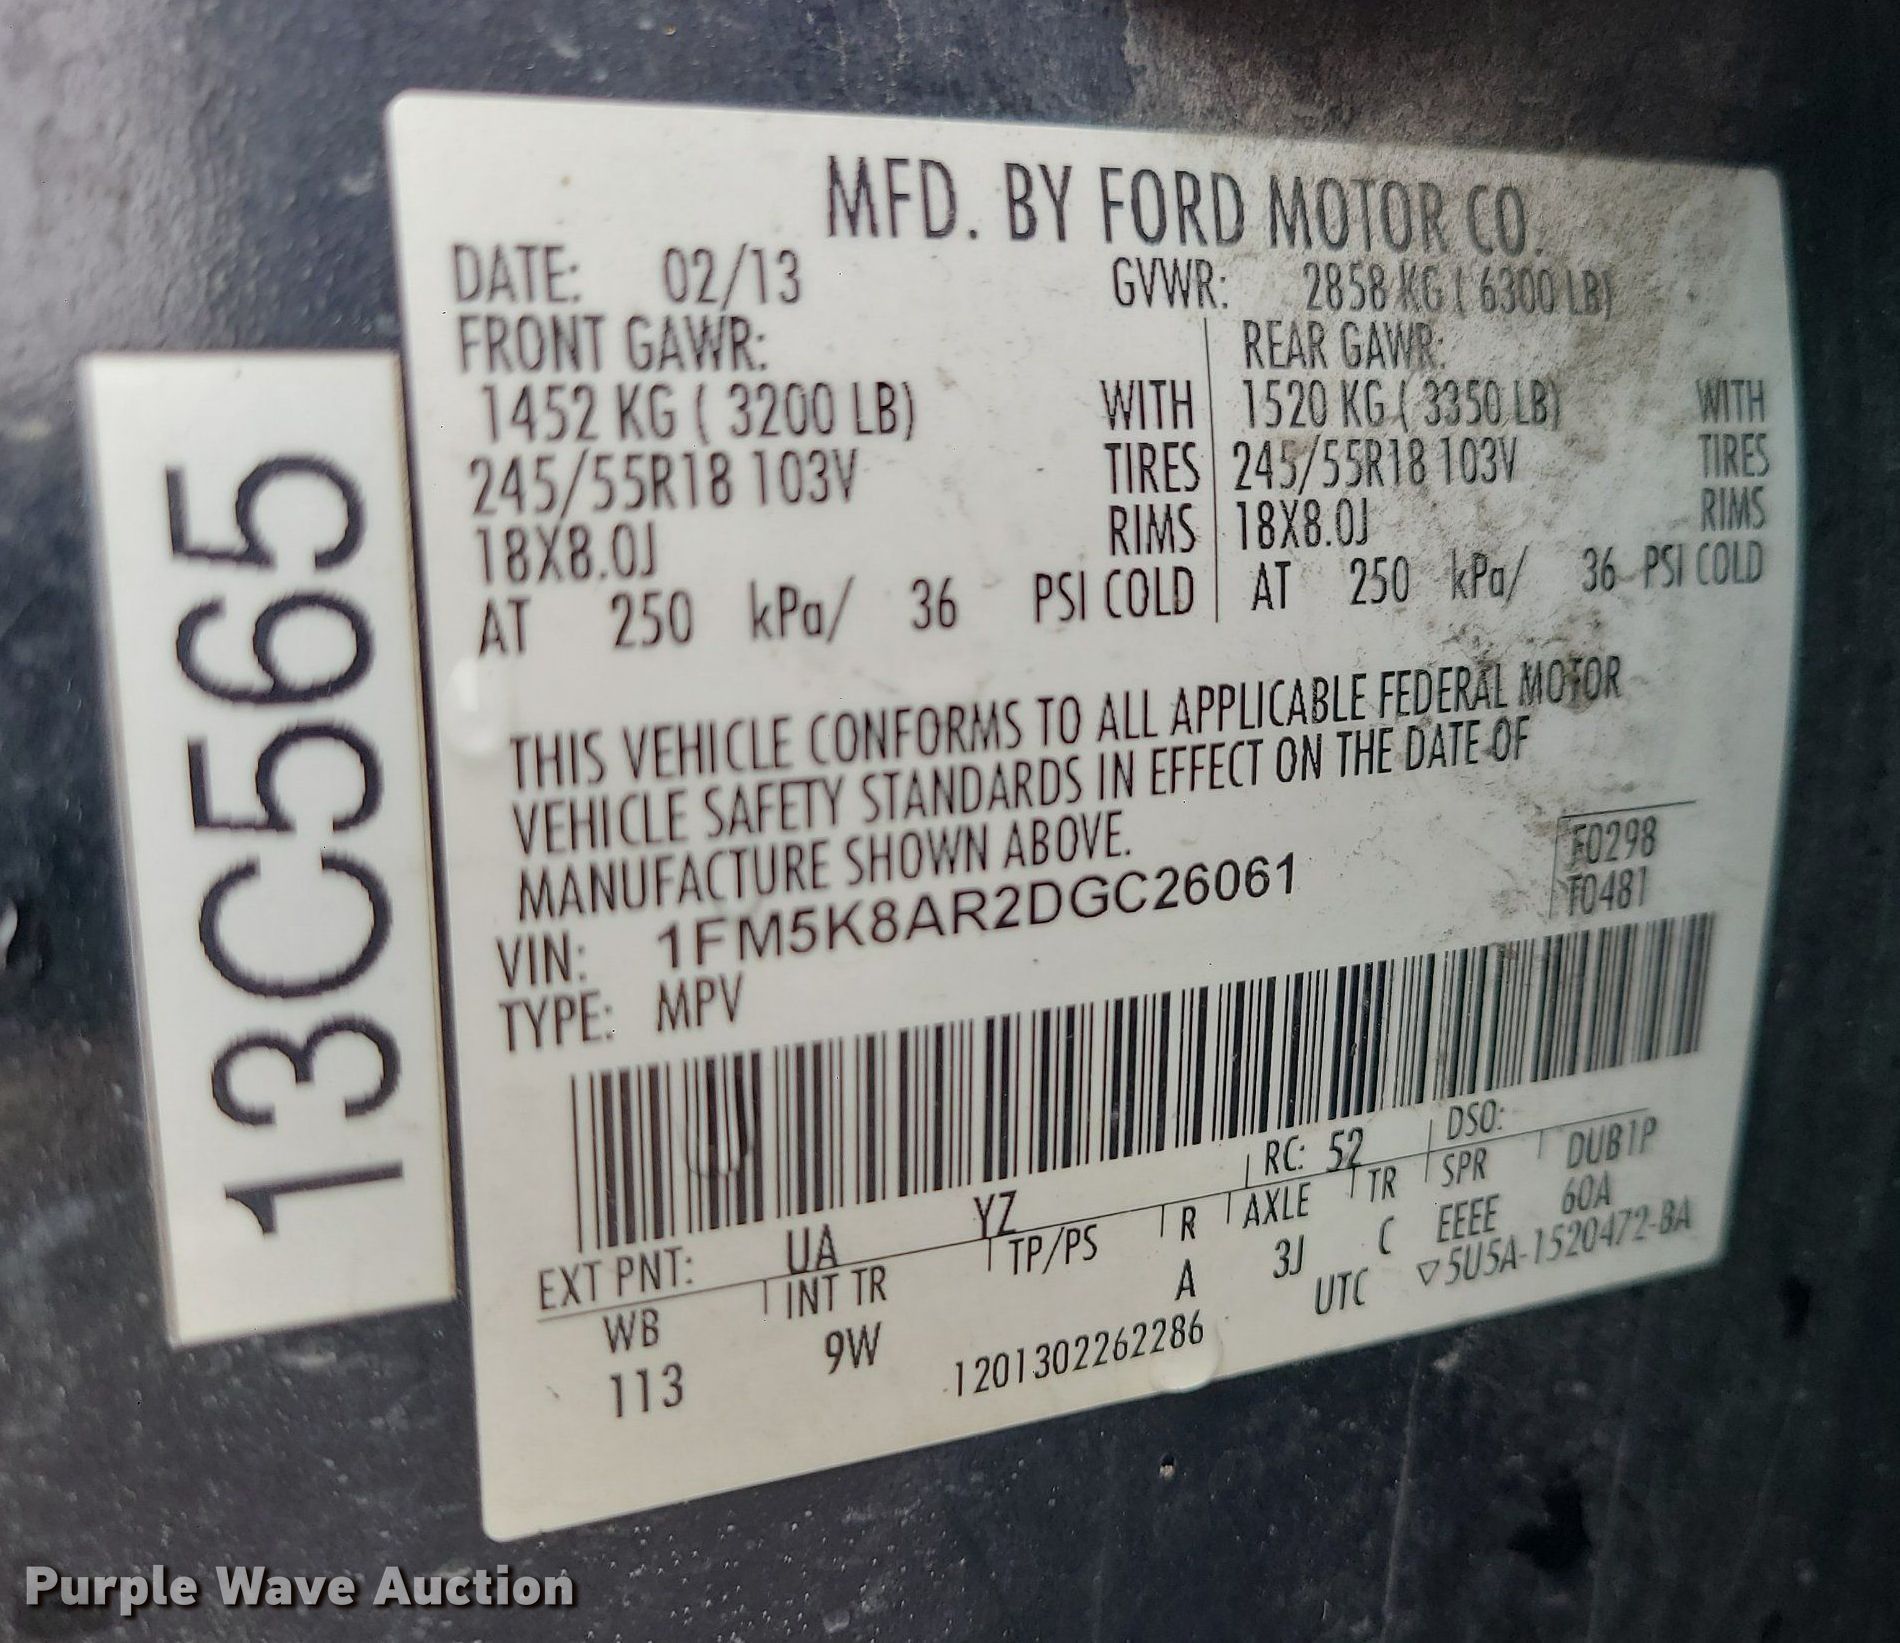 13C565
MFD. BY FORD MOTOR CO.
DATE: 02/13 GVWR: 2858 KG ( 6300 LB)
FRONT GAWR: REAR GAWR:
1452 KG ( 3200 LB) WITH 1520 KG ( 3350 LB) WITH
245/55R18 103V TIRES 245/55R18 103V TIRES
18X8.0J RIMS 18X8.0J RIMS
AT 250 kPa/ 36 PSI COLD AT 250 kPa/ 36 PSI COLD
THIS VEHICLE CONFORMS TO ALL APPLICABLE FEDERAL MOTOR
VEHICLE SAFETY STANDARDS IN EFFECT ON THE DATE OF
MANUFACTURE SHOWN ABOVE.
F0298
T0481
VIN: 1FM5K8AR2DGC26061
TYPE: MPV
EXT PNT: UA YZ RC: 52 DSO:
WB INT TR TP/PS R AXLE TR SPR DUB1P
113 9W A 3J C EEEE 60A
1201302262286 UTC ▽5U5A-1520472-BA
Purple Wave Auction